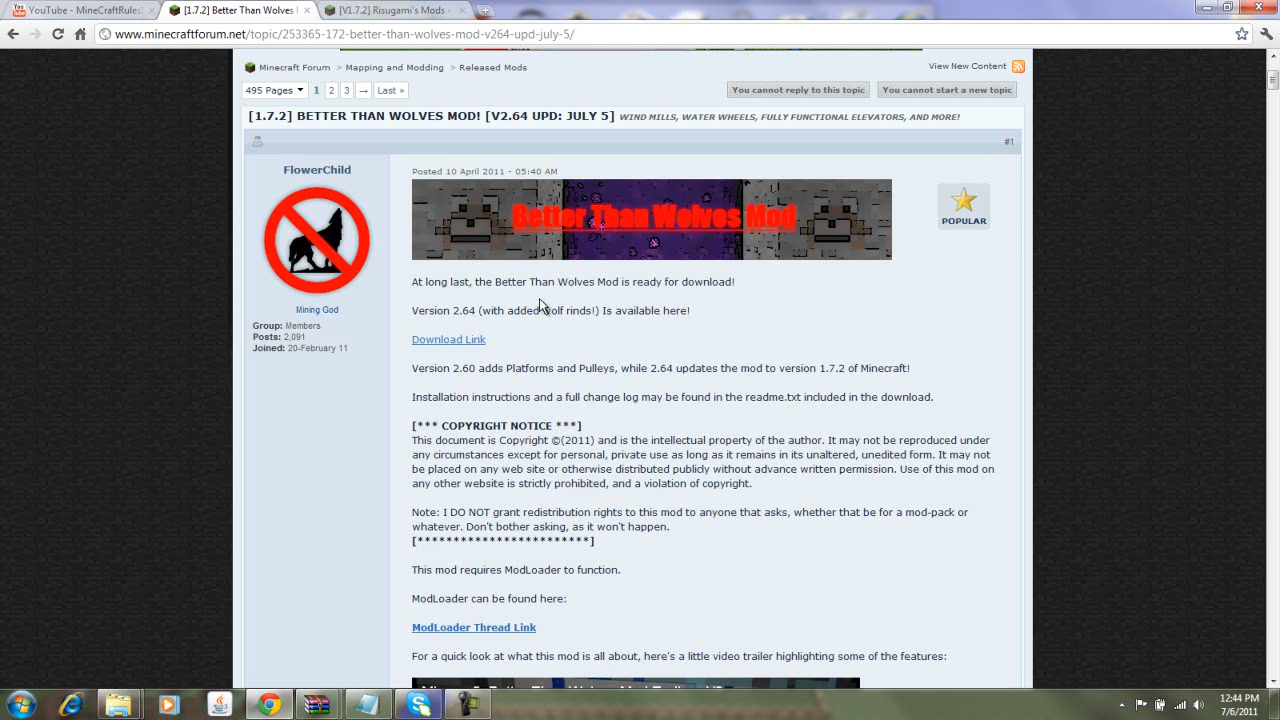 YouTube - MineCraftRules
[1.7.2] Better Than Wolves M
[V1.7.2] Risugami's Mods -
www.minecraftforum.net/topic/253365-172-better-than-wolves-mod-v264-upd-july-5/
Minecraft Forum > Mapping and Modding > Released Mods
View New Content
495 Pages ▼ 1 2 3 → Last »
You cannot reply to this topic
You cannot start a new topic
[1.7.2] BETTER THAN WOLVES MOD! [V2.64 UPD: JULY 5] WIND MILLS, WATER WHEELS, FULLY FUNCTIONAL ELEVATORS, AND MORE!
#1
FlowerChild
Mining God
Group: Members
Posts: 2,091
Joined: 20-February 11
Posted 10 April 2011 - 05:40 AM
Better Than Wolves Mod
POPULAR
At long last, the Better Than Wolves Mod is ready for download!
Version 2.64 (with added wolf rinds!) Is available here!
Download Link
Version 2.60 adds Platforms and Pulleys, while 2.64 updates the mod to version 1.7.2 of Minecraft!
Installation instructions and a full change log may be found in the readme.txt included in the download.
[*** COPYRIGHT NOTICE ***]
This document is Copyright ©(2011) and is the intellectual property of the author. It may not be reproduced under
any circumstances except for personal, private use as long as it remains in its unaltered, unedited form. It may not
be placed on any web site or otherwise distributed publicly without advance written permission. Use of this mod on
any other website is strictly prohibited, and a violation of copyright.
Note: I DO NOT grant redistribution rights to this mod to anyone that asks, whether that be for a mod-pack or
whatever. Don't bother asking, as it won't happen.
[************************]
This mod requires ModLoader to function.
ModLoader can be found here:
ModLoader Thread Link
For a quick look at what this mod is all about, here's a little video trailer highlighting some of the features:
12:44 PM
7/6/2011